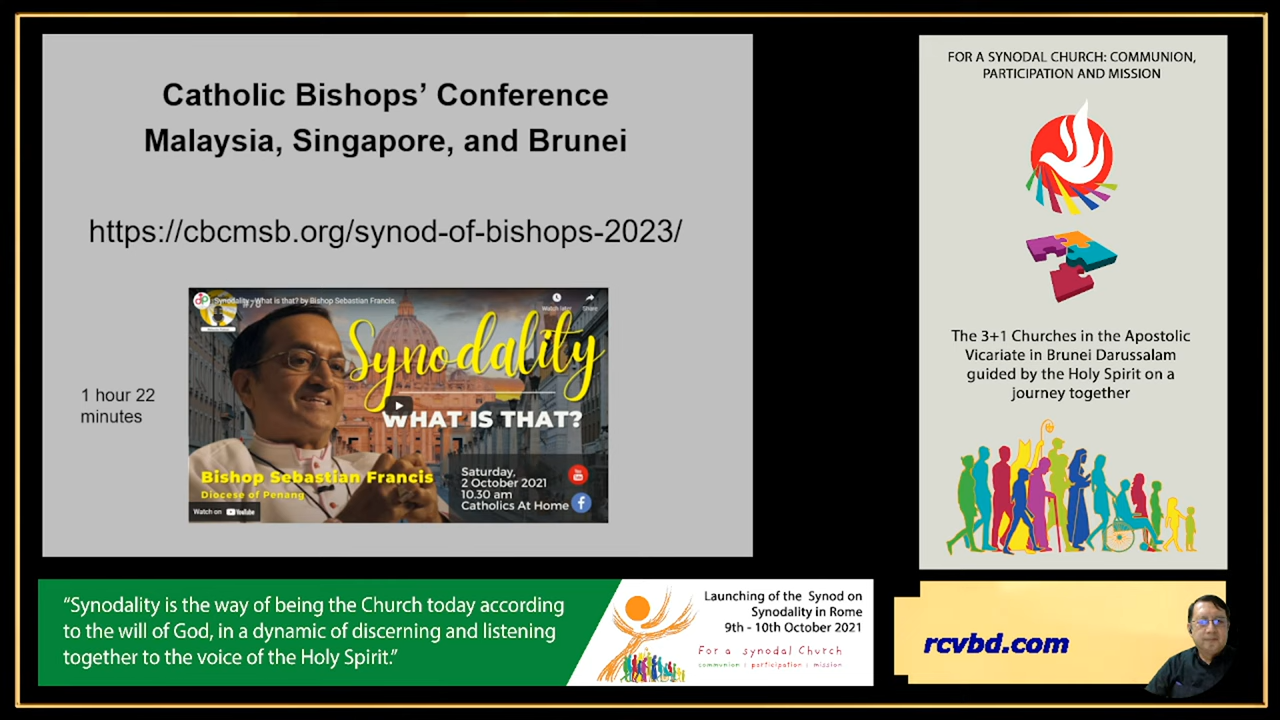 Catholic Bishops’ Conference
Malaysia, Singapore, and Brunei
https://cbcmsb.org/synod-of-bishops-2023/
Synodality - What is that? by Bishop Sebastian Francis.
Watch later
Share
Synodality
WHAT IS THAT?
1 hour 22
minutes
Bishop Sebastian Francis
Diocese of Penang
Saturday,
2 October 2021
10.30 am
Catholics At Home
Watch on YouTube
FOR A SYNODAL CHURCH: COMMUNION,
PARTICIPATION AND MISSION
The 3+1 Churches in the Apostolic
Vicariate in Brunei Darussalam
guided by the Holy Spirit on a
journey together
“Synodality is the way of being the Church today according
to the will of God, in a dynamic of discerning and listening
together to the voice of the Holy Spirit.”
Launching of the Synod on
Synodality in Rome
9th - 10th October 2021
For a synodal Church
communion | participation | mission
rcvbd.com